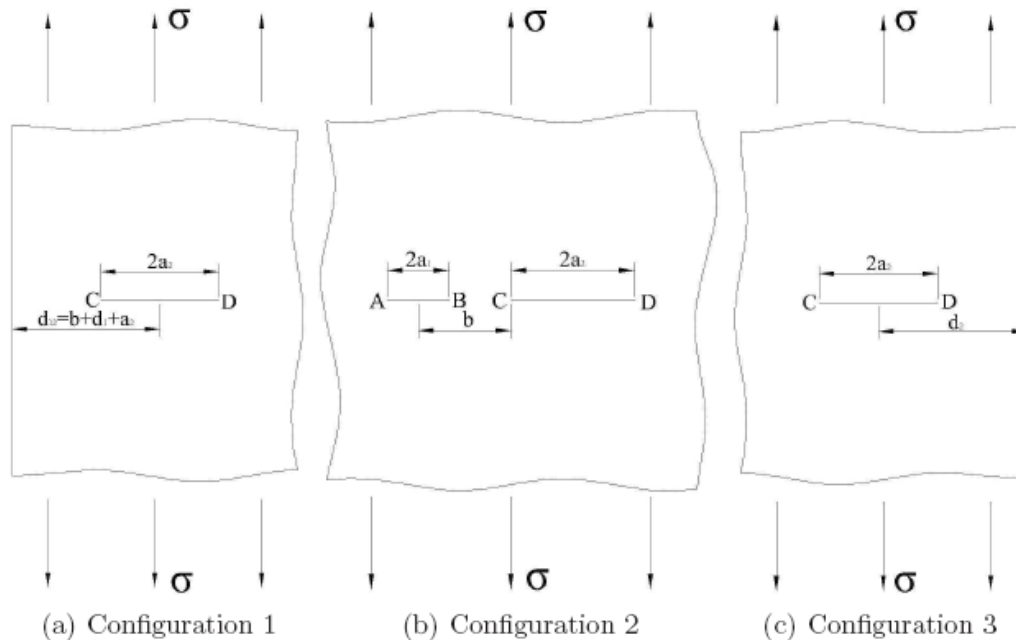 σ σ σ
2a₂ 2a₁ 2a₂ 2a₂
C D A B C D C D
d₁₂=b+d₁+a₂ b d₂
σ σ σ
(a) Configuration 1 (b) Configuration 2 (c) Configuration 3